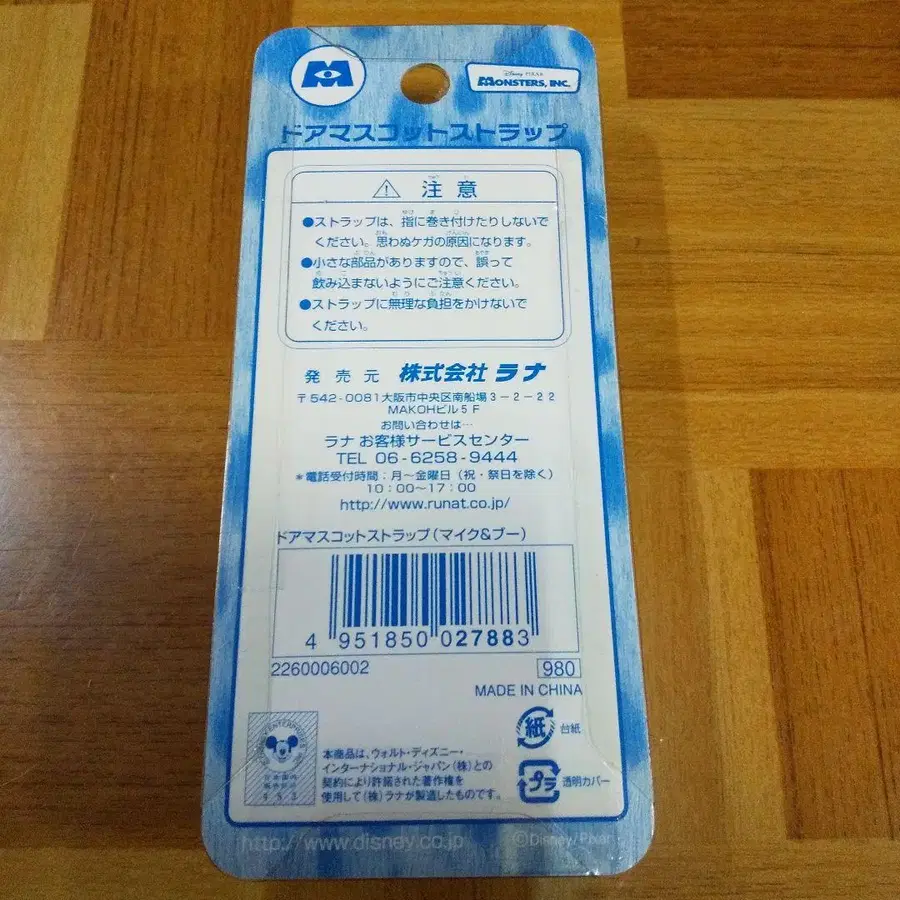 M
Disney PIXAR
MONSTERS, INC.
ドアマスコットストラップ
注意
●ストラップは、指に巻き付けたりしないで
ください。思わぬケガの原因になります。
●小さな部品がありますので、誤って
飲み込まないようにご注意ください。
●ストラップに無理な負担をかけないで
ください。
発売元 株式会社 ラナ
〒542-0081大阪市中央区南船場3-2-22
MAKOHビル5F
お問い合わせは…
ラナ お客様サービスセンター
TEL 06-6258-9444
*電話受付時間:月〜金曜日(祝・祭日を除く)
10:00〜17:00
http://www.runat.co.jp/
ドアマスコットストラップ(マイク&ブー)
4 951850 027883
2260006002 980
MADE IN CHINA
紙 台紙
プラ 透明カバー
本商品は、ウォルト・ディズニー・
インターナショナル・ジャパン(株)との
契約により許諾された著作権を
使用して(株)ラナが製造したものです。
http://www.disney.co.jp
©Disney/Pixar